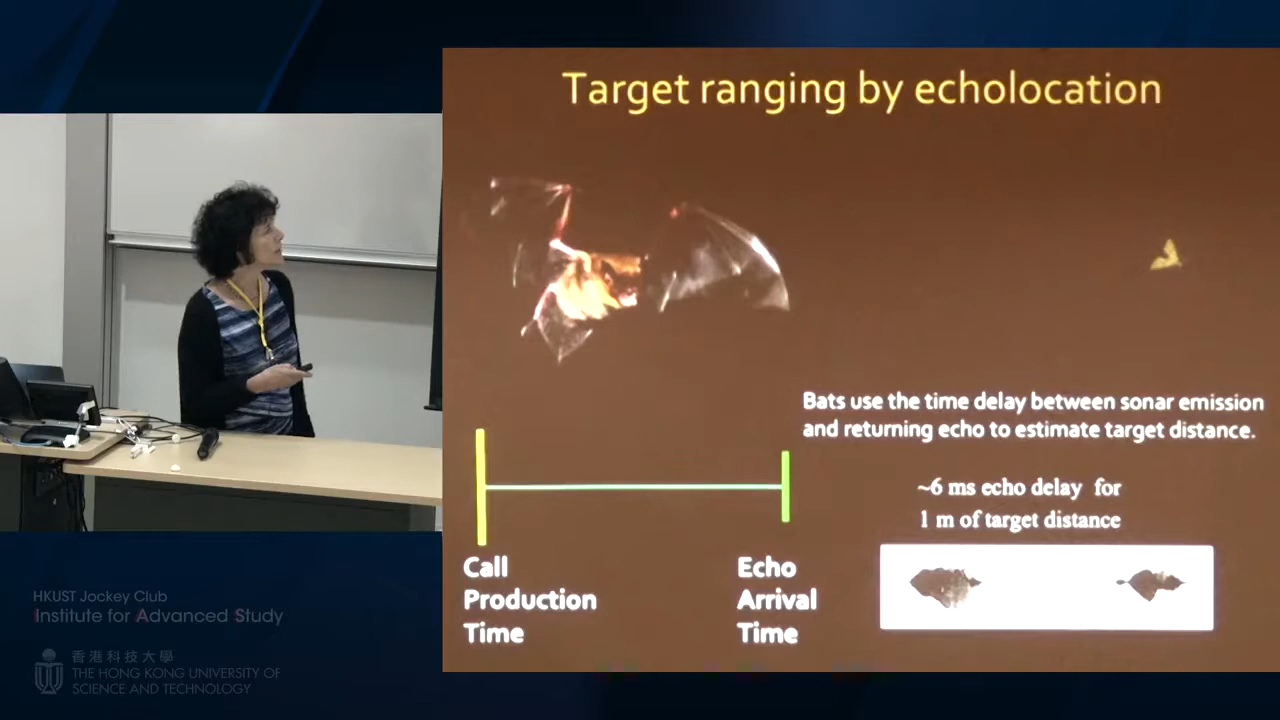 Target ranging by echolocation
Bats use the time delay between sonar emission
and returning echo to estimate target distance.
~6 ms echo delay for
1 m of target distance
Call
Production
Time
Echo
Arrival
Time
HKUST Jockey Club
Institute for Advanced Study
香港科技大學
THE HONG KONG UNIVERSITY OF
SCIENCE AND TECHNOLOGY